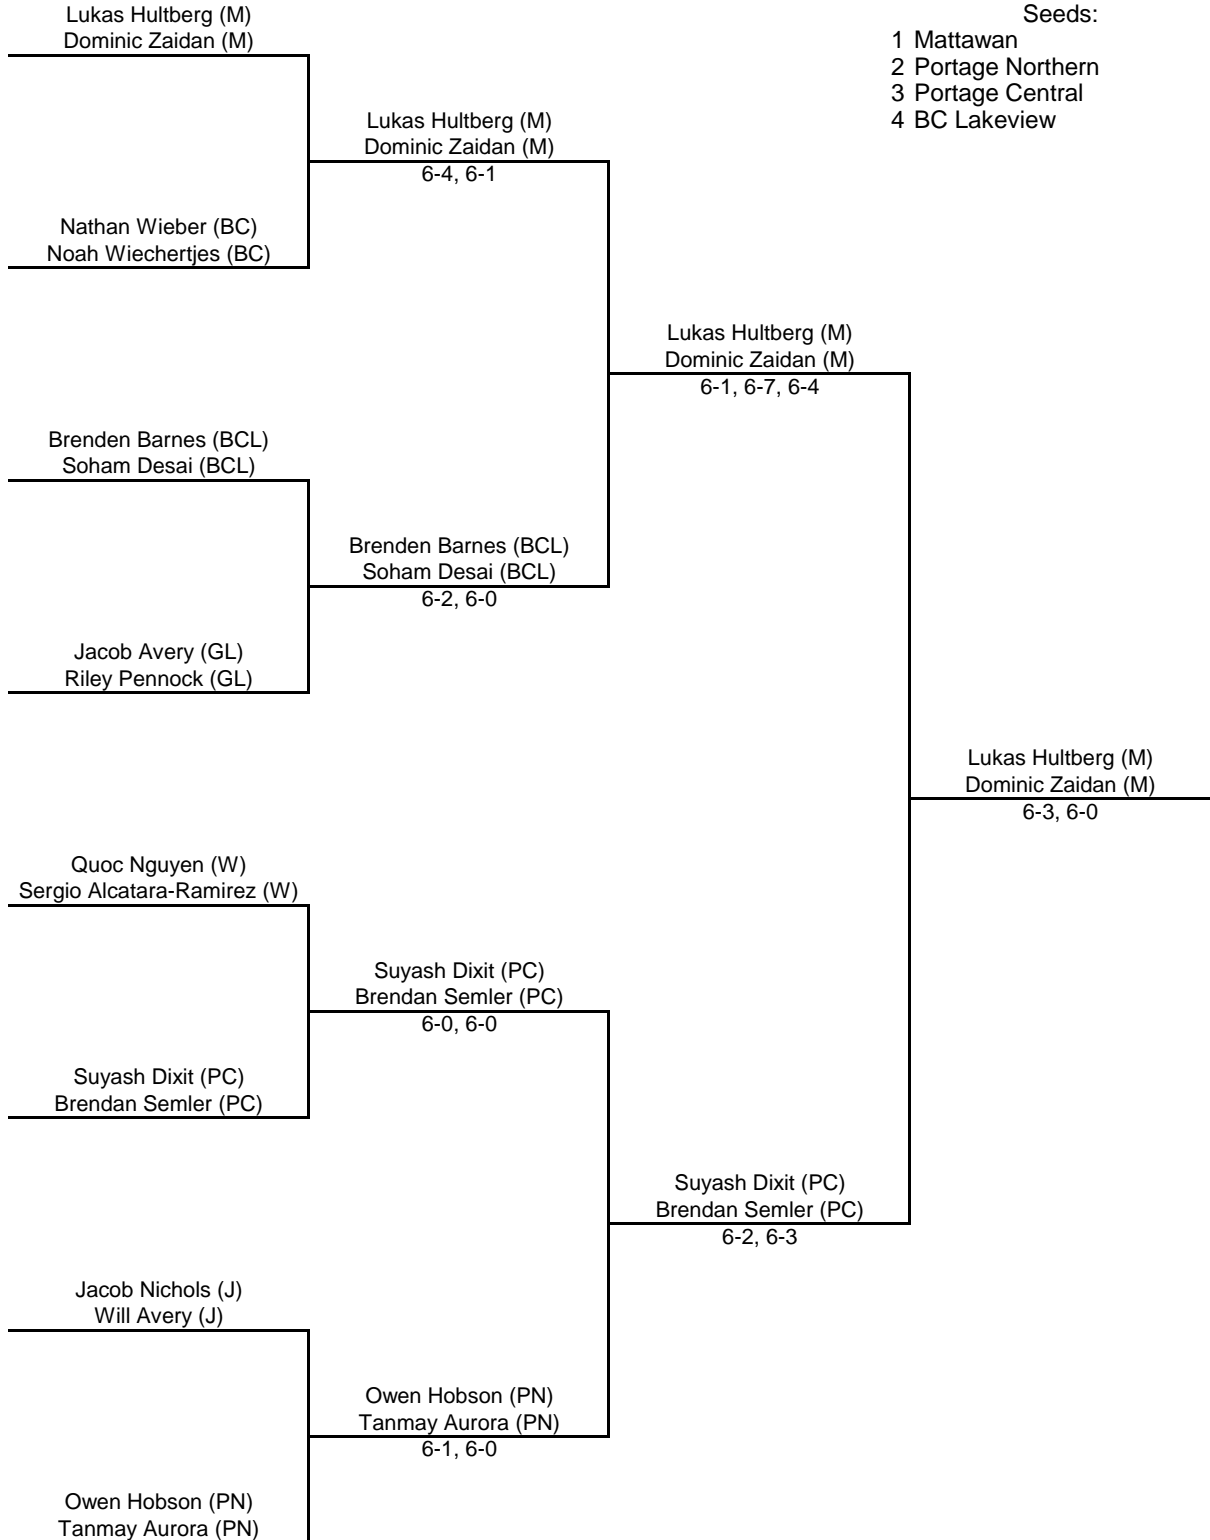 Lukas Hultberg (M)
Dominic Zaidan (M)
Seeds:
1 Mattawan
2 Portage Northern
3 Portage Central
4 BC Lakeview
Lukas Hultberg (M)
Dominic Zaidan (M)
6-4, 6-1
Nathan Wieber (BC)
Noah Wiechertjes (BC)
Lukas Hultberg (M)
Dominic Zaidan (M)
6-1, 6-7, 6-4
Brenden Barnes (BCL)
Soham Desai (BCL)
Brenden Barnes (BCL)
Soham Desai (BCL)
6-2, 6-0
Jacob Avery (GL)
Riley Pennock (GL)
Lukas Hultberg (M)
Dominic Zaidan (M)
6-3, 6-0
Quoc Nguyen (W)
Sergio Alcatara-Ramirez (W)
Suyash Dixit (PC)
Brendan Semler (PC)
6-0, 6-0
Suyash Dixit (PC)
Brendan Semler (PC)
Suyash Dixit (PC)
Brendan Semler (PC)
6-2, 6-3
Jacob Nichols (J)
Will Avery (J)
Owen Hobson (PN)
Tanmay Aurora (PN)
6-1, 6-0
Owen Hobson (PN)
Tanmay Aurora (PN)